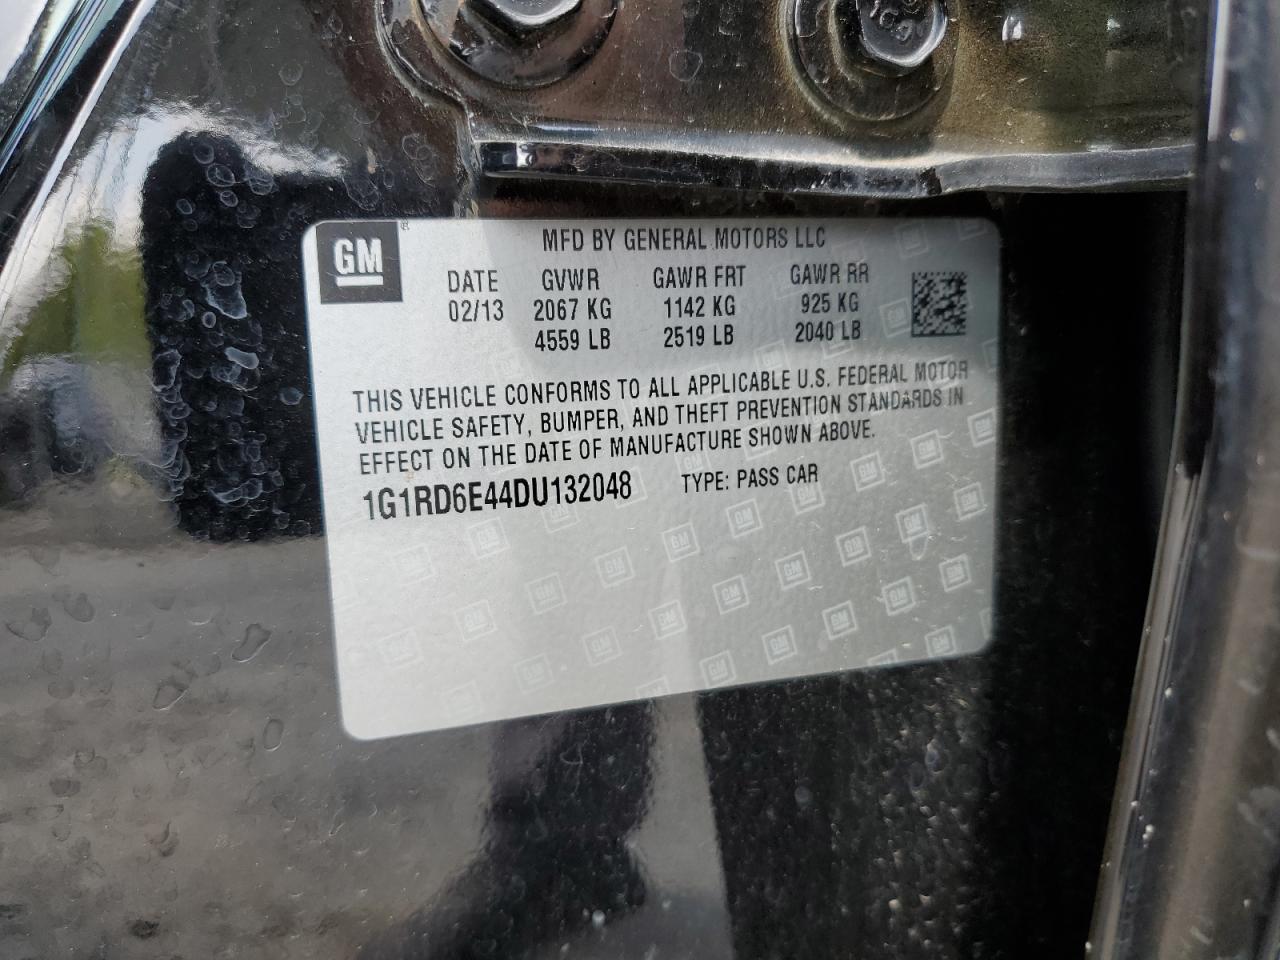 GM
MFD BY GENERAL MOTORS LLC
DATE GVWR GAWR FRT GAWR RR
02/13 2067 KG 1142 KG 925 KG
4559 LB 2519 LB 2040 LB
THIS VEHICLE CONFORMS TO ALL APPLICABLE U.S. FEDERAL MOTOR
VEHICLE SAFETY, BUMPER, AND THEFT PREVENTION STANDARDS IN
EFFECT ON THE DATE OF MANUFACTURE SHOWN ABOVE.
1G1RD6E44DU132048 TYPE: PASS CAR